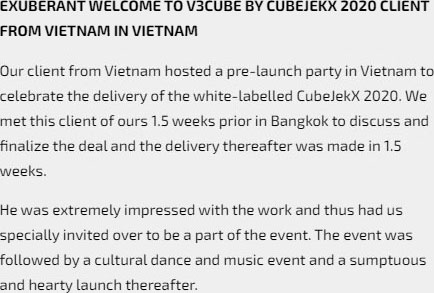 EXUBERANT WELCOME TO V3CUBE BY CUBEJEKX 2020 CLIENT
FROM VIETNAM IN VIETNAM
Our client from Vietnam hosted a pre-launch party in Vietnam to
celebrate the delivery of the white-labelled CubeJekX 2020. We
met this client of ours 1.5 weeks prior in Bangkok to discuss and
finalize the deal and the delivery thereafter was made in 1.5
weeks.
He was extremely impressed with the work and thus had us
specially invited over to be a part of the event. The event was
followed by a cultural dance and music event and a sumptuous
and hearty launch thereafter.